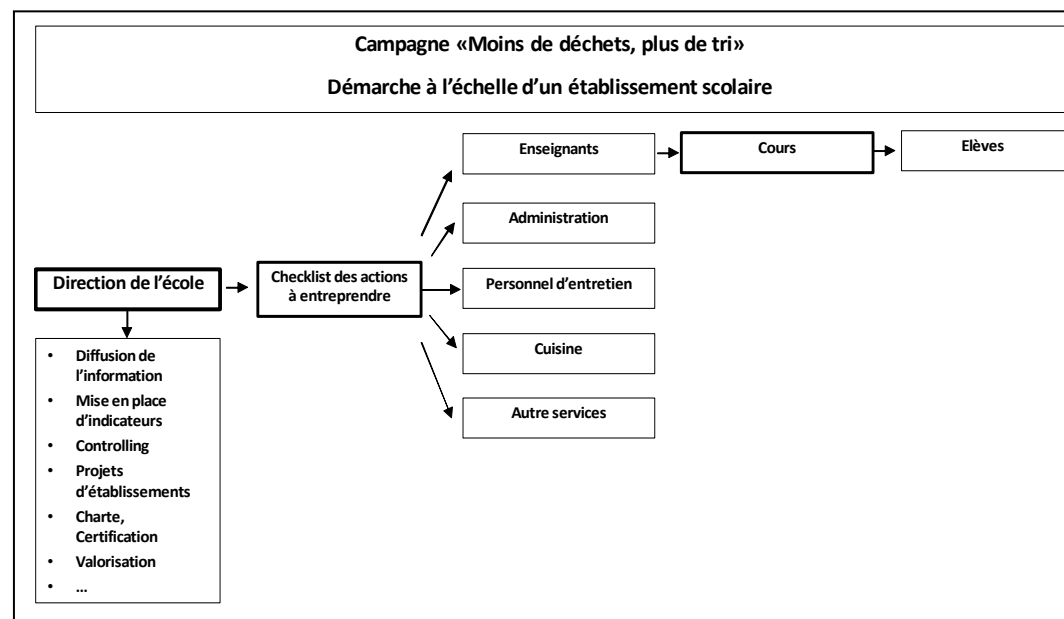 Campagne «Moins de déchets, plus de tri»
Démarche à l’échelle d’un établissement scolaire
Enseignants
Cours
Elèves
Administration
Direction de l’école
Checklist des actions
à entreprendre
Personnel d’entretien
Cuisine
Autre services
• Diffusion de
l’information
• Mise en place
d’indicateurs
• Controlling
• Projets
d’établissements
• Charte,
Certification
• Valorisation
• ...